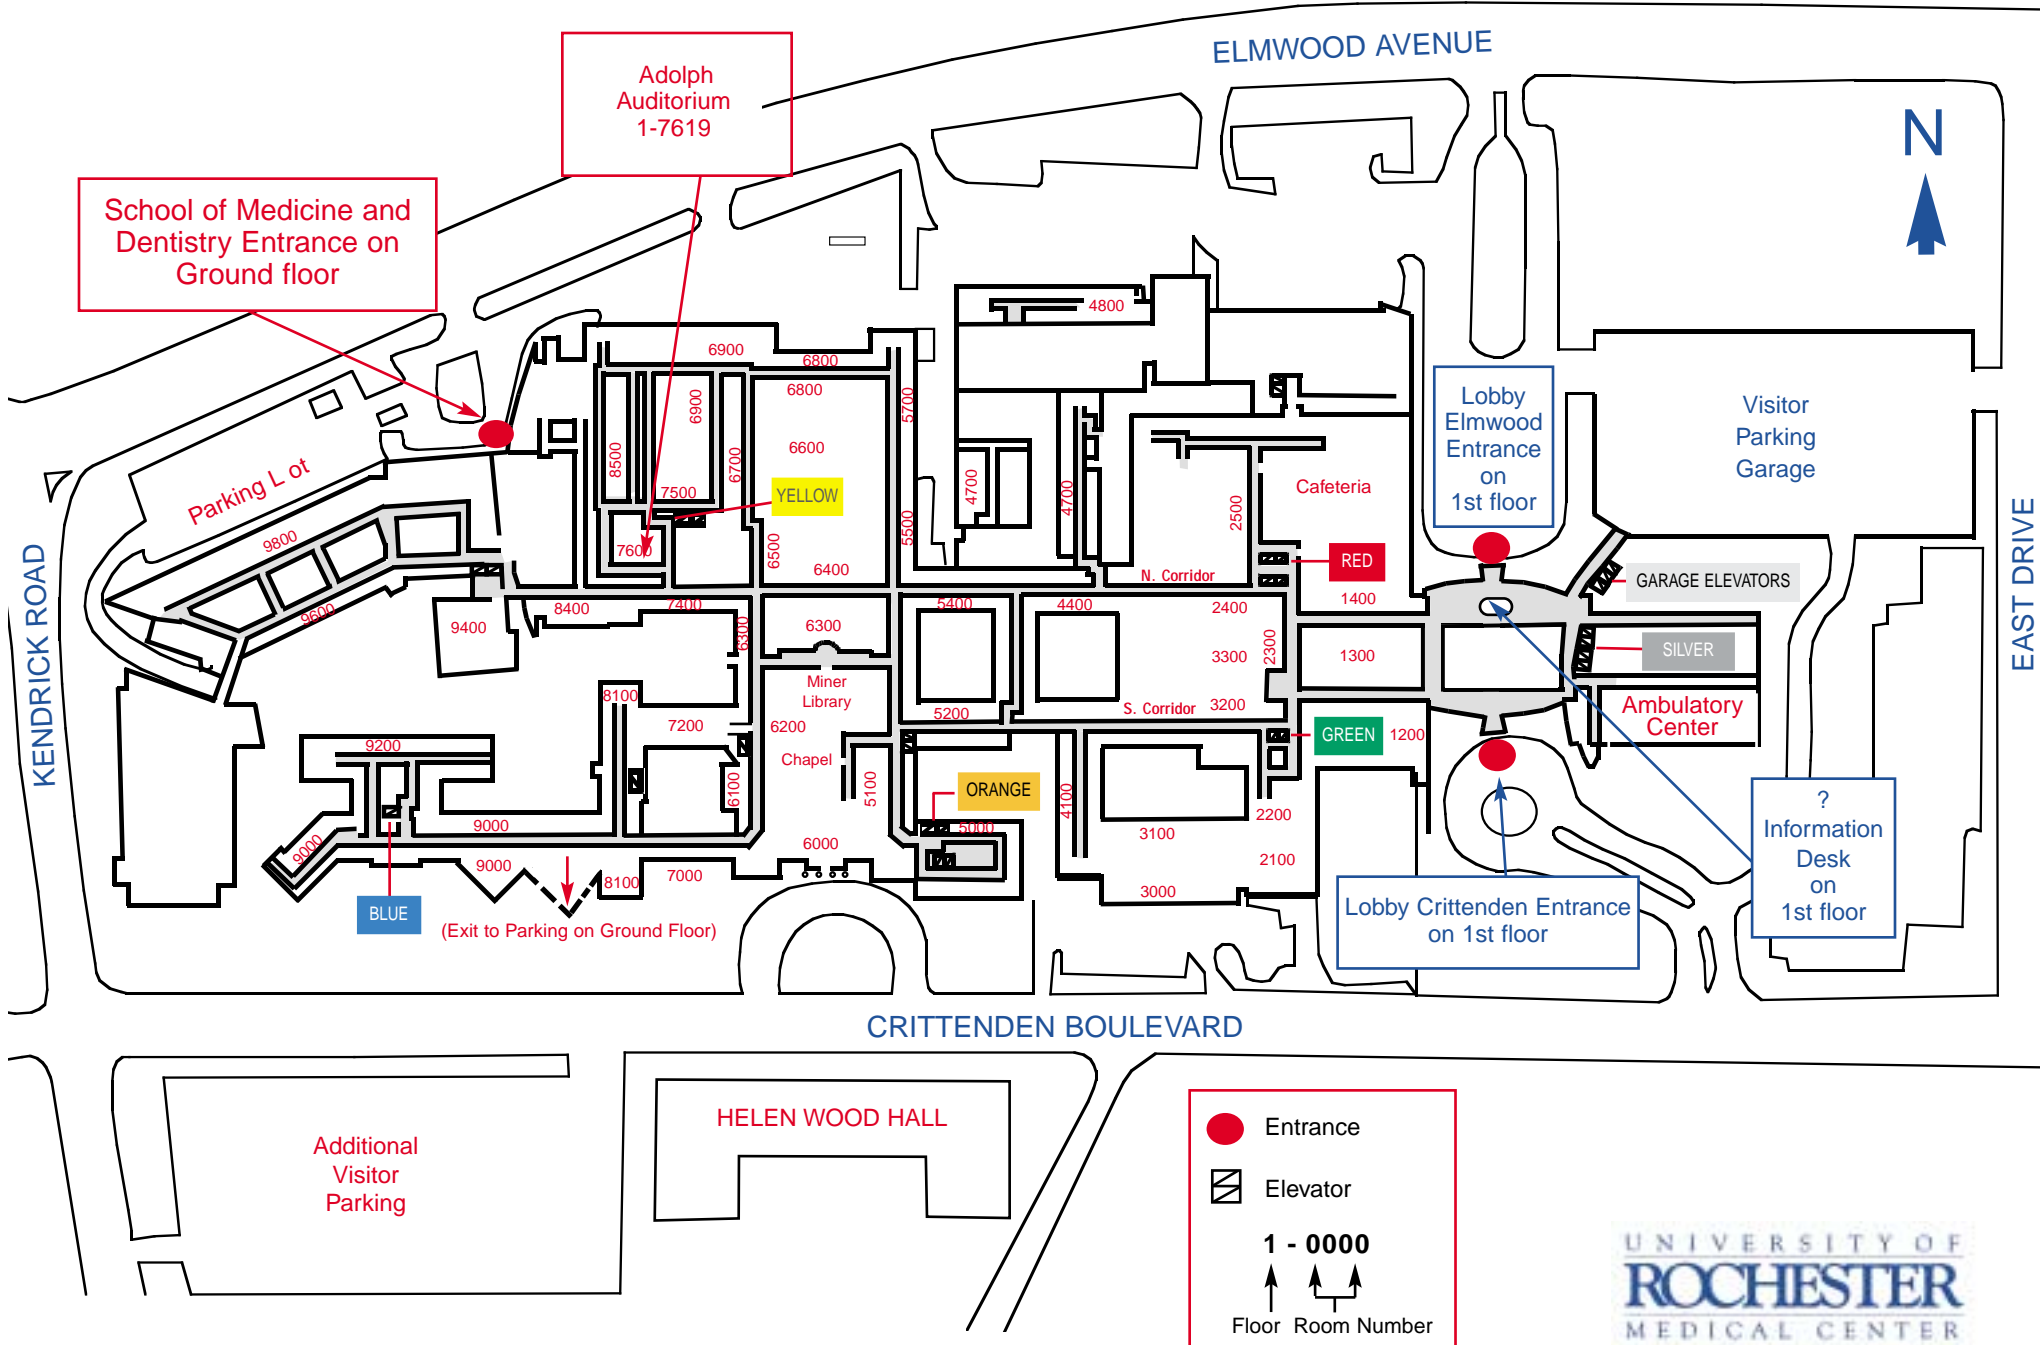 ELMWOOD AVENUE
Adolph
Auditorium
1-7619
N
School of Medicine and
Dentistry Entrance on
Ground floor
4800
6900
6800
6800
6900
5700
6600
8500
6700
7500
YELLOW
4700
4700
2500
Cafeteria
Lobby
Elmwood
Entrance
on
1st floor
Visitor
Parking
Garage
Parking L ot
9800
7600
6500
5500
6400
N. Corridor
RED
GARAGE ELEVATORS
EAST DRIVE
KENDRICK ROAD
9600
8400
7400
5400
4400
2400
1400
9400
6300
6300
3300
2300
1300
SILVER
Miner
Library
8100
7200
6200
5200
S. Corridor
3200
Ambulatory
Center
9200
Chapel
GREEN
1200
6100
5100
ORANGE
4100
?
Information
Desk
on
1st floor
9000
9000
9000
6000
5000
3100
2200
2100
8100
7000
3000
BLUE
(Exit to Parking on Ground Floor)
Lobby Crittenden Entrance
on 1st floor
CRITTENDEN BOULEVARD
HELEN WOOD HALL
Additional
Visitor
Parking
Entrance
Elevator
1 - 0000
Floor Room Number
UNIVERSITY OF
ROCHESTER
MEDICAL CENTER